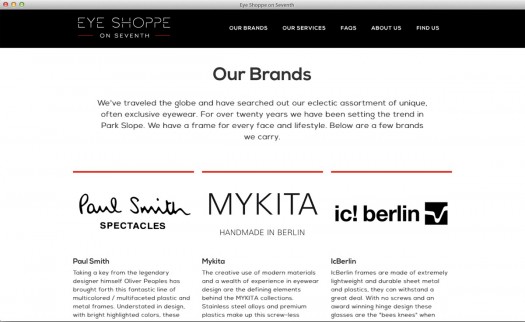 Eye Shoppe on Seventh
EYE SHOPPE
ON SEVENTH
OUR BRANDS OUR SERVICES FAQS ABOUT US FIND US
Our Brands
We've traveled the globe and have searched out our eclectic assortment of unique,
often exclusive eyewear. For over twenty years we have been setting the trend in
Park Slope. We have a frame for every face and lifestyle. Below are a few brands
we carry.
Paul Smith
SPECTACLES
MYKITA
HANDMADE IN BERLIN
ic! berlin
Paul Smith
Taking a key from the legendary
designer himself Oliver Peoples has
brought forth this fantastic line of
multicolored / multifaceted plastic and
metal frames. Understated in design,
with bright highlighted colors, these
Mykita
The creative use of modern materials
and a wealth of experience in eyewear
design are the defining elements
behind the MYKITA collections.
Stainless steel alloys and premium
plastics make up this screw-less
IcBerlin
IcBerlin frames are made of extremely
lightweight and durable sheet metal
and plastics, they can withstand a
great deal. With no screws and an
award winning hinge design these
glasses are the "bees knees" when